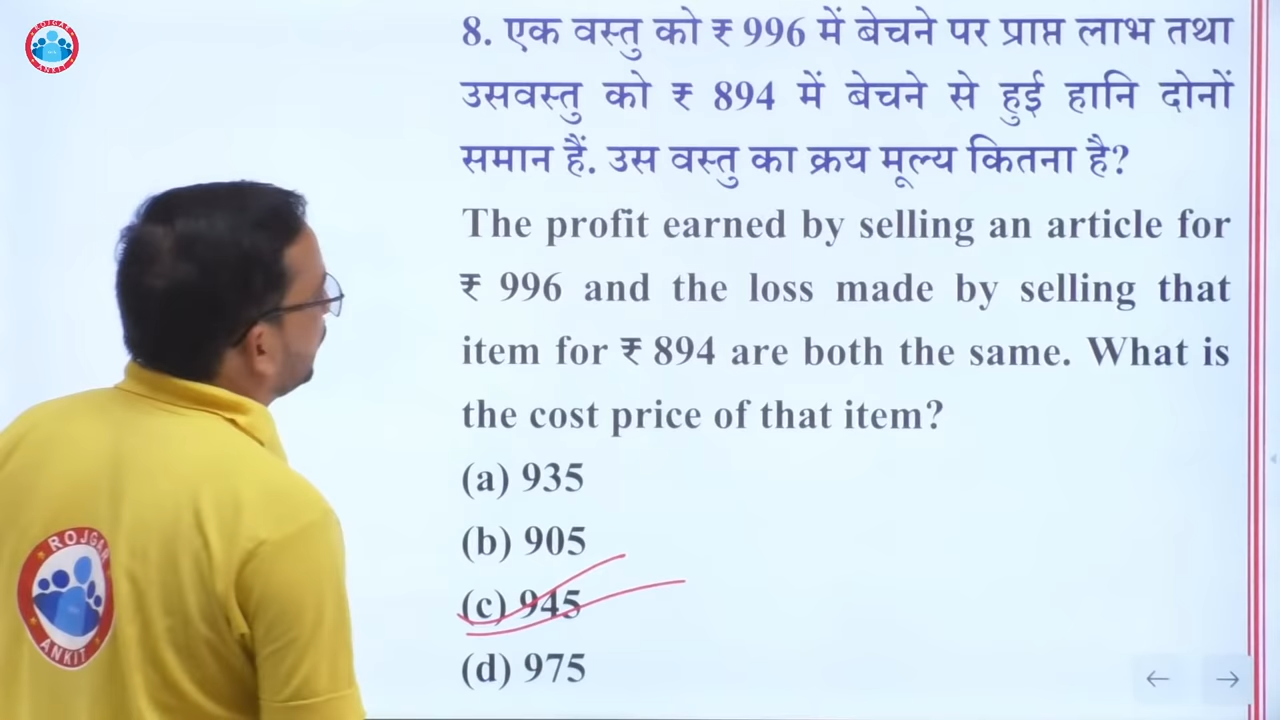 ROJGAR
ANKIT
8. एक वस्तु को ₹ 996 में बेचने पर प्राप्त लाभ तथा
उसवस्तु को ₹ 894 में बेचने से हुई हानि दोनों
समान हैं. उस वस्तु का क्रय मूल्य कितना है?
The profit earned by selling an article for
₹ 996 and the loss made by selling that
item for ₹ 894 are both the same. What is
the cost price of that item?
(a) 935
(b) 905
(c) 945
(d) 975
ROJGAR
ANKIT